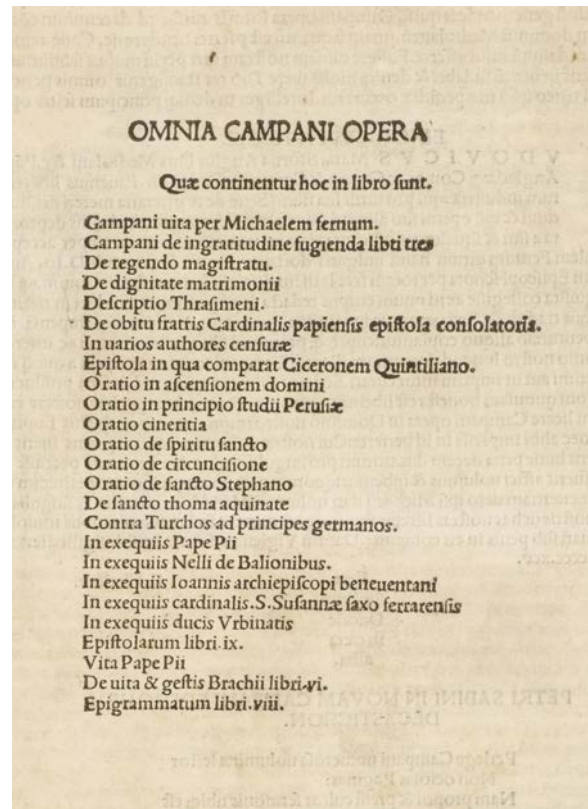 OMNIA CAMPANI OPERA
Quæ continentur hoc in libro ſunt.
Campani uita per Michaelem fernum.
Campani de ingratitudine fugienda libti tres
De regendo magiſtratu.
De dignitate matrimonii
Deſcriptio Thraſimeni.
De obitu fratris Cardinalis papienſis epiſtola conſolatoria.
In uarios authores cenſuræ
Epiſtola in qua comparat Ciceronem Quintiliano.
Oratio in aſcenſionem domini
Oratio in principio ſtudii Peruſiæ
Oratio cineritia
Oratio de ſpiritu ſancto
Oratio de circunciſione
Oratio de ſancto Stephano
De ſancto thoma aquinate
Contra Turchos ad principes germanos.
In exequiis Pape Pii
In exequiis Nelli de Balionibus.
In exequiis Ioannis archiepiſcopi beneuentani
In exequiis cardinalis.S.Suſannæ ſaxo ferrarenſis
In exequiis ducis Vrbinatis
Epiſtolarum libri.ix.
Vita Pape Pii
De uita & geſtis Brachii libri.vi.
Epigrammatum libri.viii.